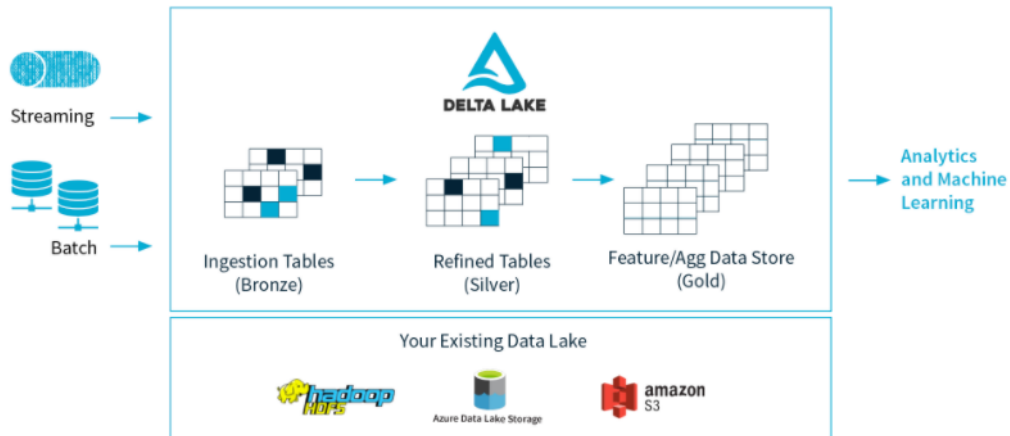 DELTA LAKE
Streaming
Batch
Ingestion Tables
(Bronze)
Refined Tables
(Silver)
Feature/Agg Data Store
(Gold)
Analytics
and Machine
Learning
Your Existing Data Lake
hadoop
HDFS
Azure Data Lake Storage
amazon
S3